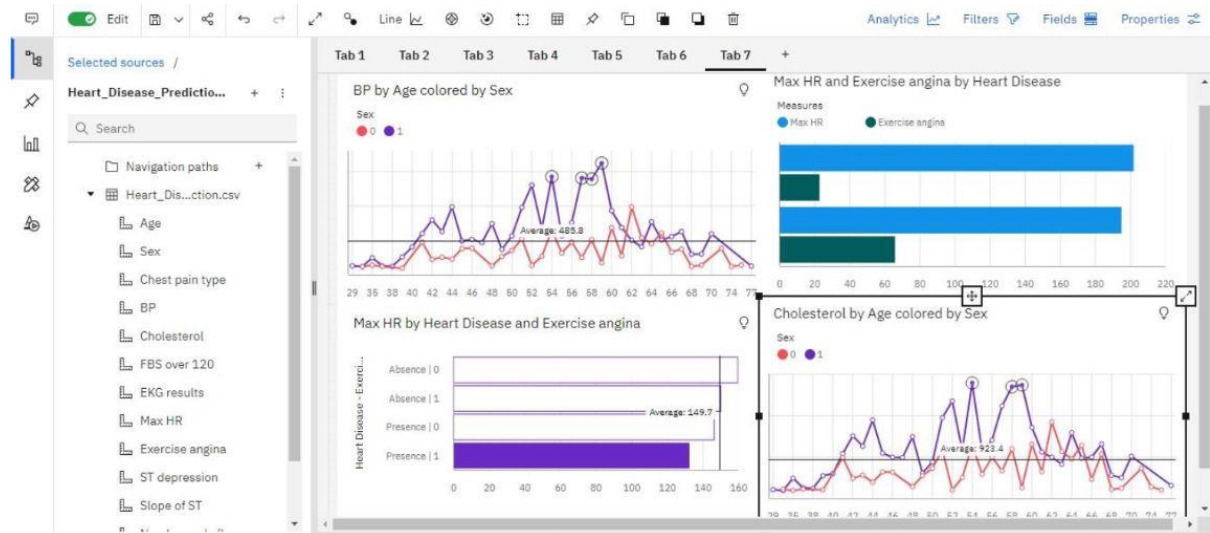 Edit
Line
Analytics
Filters
Fields
Properties
Selected sources /
Heart_Disease_Predictio...
Search
Navigation paths
Heart_Dis...ction.csv
Age
Sex
Chest pain type
BP
Cholesterol
FBS over 120
EKG results
Max HR
Exercise angina
ST depression
Slope of ST
Tab 1 Tab 2 Tab 3 Tab 4 Tab 5 Tab 6 Tab 7 +
BP by Age colored by Sex
Sex
0 1
Average: 485.8
29 35 38 40 42 44 46 48 50 52 54 56 58 60 62 64 66 68 70 74 77
Max HR and Exercise angina by Heart Disease
Measures
Max HR Exercise angina
0 20 40 60 80 100 120 140 160 180 200 220
Max HR by Heart Disease and Exercise angina
Heart Disease - Exerci...
Absence | 0
Absence | 1
Presence | 0
Presence | 1
Average: 149.7
0 20 40 60 80 100 120 140 160
Cholesterol by Age colored by Sex
Sex
0 1
Average: 923.4